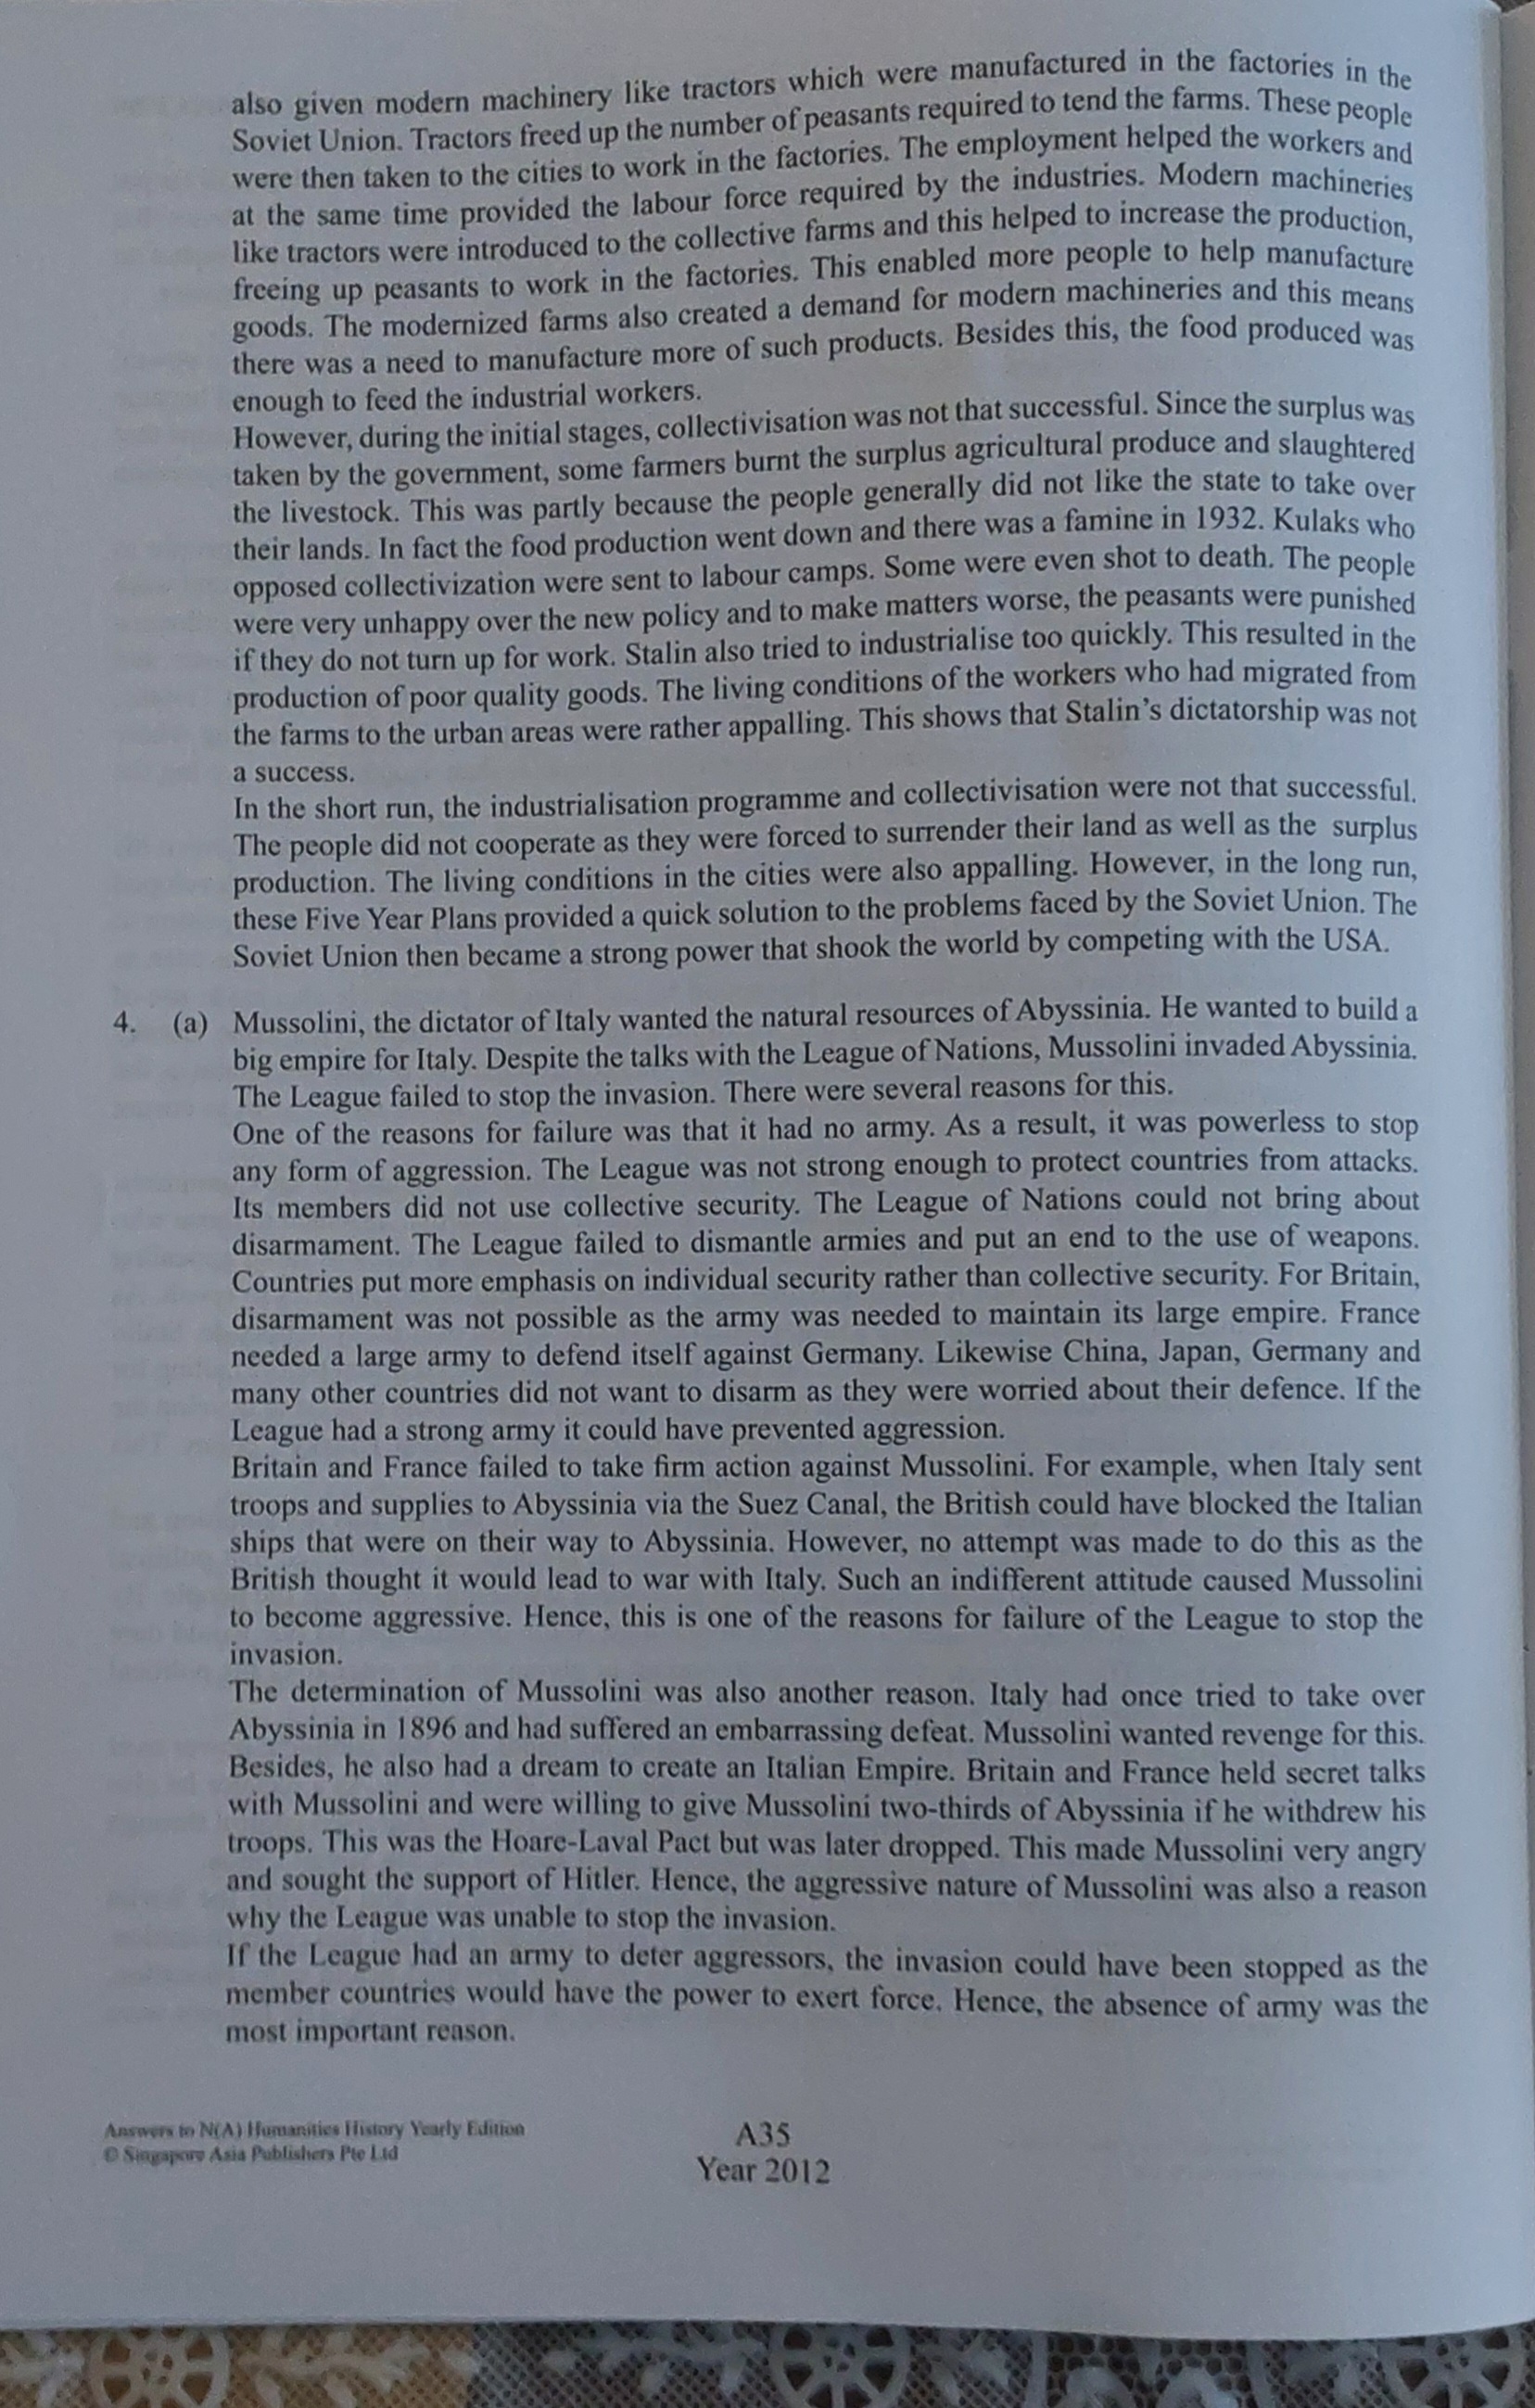 also given modern machinery like tractors which were manufactured in the factories in the
Soviet Union. Tractors freed up the number of peasants required to tend the farms. These people
were then taken to the cities to work in the factories. The employment helped the workers and
at the same time provided the labour force required by the industries. Modern machineries
like tractors were introduced to the collective farms and this helped to increase the production,
freeing up peasants to work in the factories. This enabled more people to help manufacture
goods. The modernized farms also created a demand for modern machineries and this means
there was a need to manufacture more of such products. Besides this, the food produced was
enough to feed the industrial workers.
However, during the initial stages, collectivisation was not that successful. Since the surplus was
taken by the government, some farmers burnt the surplus agricultural produce and slaughtered
the livestock. This was partly because the people generally did not like the state to take over
their lands. In fact the food production went down and there was a famine in 1932. Kulaks who
opposed collectivization were sent to labour camps. Some were even shot to death. The people
were very unhappy over the new policy and to make matters worse, the peasants were punished
if they do not turn up for work. Stalin also tried to industrialise too quickly. This resulted in the
production of poor quality goods. The living conditions of the workers who had migrated from
the farms to the urban areas were rather appalling. This shows that Stalin's dictatorship was not
a success.
In the short run, the industrialisation programme and collectivisation were not that successful.
The people did not cooperate as they were forced to surrender their land as well as the surplus
production. The living conditions in the cities were also appalling. However, in the long run,
these Five Year Plans provided a quick solution to the problems faced by the Soviet Union. The
Soviet Union then became a strong power that shook the world by competing with the USA.
4. (a) Mussolini, the dictator of Italy wanted the natural resources of Abyssinia. He wanted to build a
big empire for Italy. Despite the talks with the League of Nations, Mussolini invaded Abyssinia.
The League failed to stop the invasion. There were several reasons for this.
One of the reasons for failure was that it had no army. As a result, it was powerless to stop
any form of aggression. The League was not strong enough to protect countries from attacks.
Its members did not use collective security. The League of Nations could not bring about
disarmament. The League failed to dismantle armies and put an end to the use of weapons.
Countries put more emphasis on individual security rather than collective security. For Britain,
disarmament was not possible as the army was needed to maintain its large empire. France
needed a large army to defend itself against Germany. Likewise China, Japan, Germany and
many other countries did not want to disarm as they were worried about their defence. If the
League had a strong army it could have prevented aggression.
Britain and France failed to take firm action against Mussolini. For example, when Italy sent
troops and supplies to Abyssinia via the Suez Canal, the British could have blocked the Italian
ships that were on their way to Abyssinia. However, no attempt was made to do this as the
British thought it would lead to war with Italy. Such an indifferent attitude caused Mussolini
to become aggressive. Hence, this is one of the reasons for failure of the League to stop the
invasion.
The determination of Mussolini was also another reason. Italy had once tried to take over
Abyssinia in 1896 and had suffered an embarrassing defeat. Mussolini wanted revenge for this.
Besides, he also had a dream to create an Italian Empire. Britain and France held secret talks
with Mussolini and were willing to give Mussolini two-thirds of Abyssinia if he withdrew his
troops. This was the Hoare-Laval Pact but was later dropped. This made Mussolini very angry
and sought the support of Hitler. Hence, the aggressive nature of Mussolini was also a reason
why the League was unable to stop the invasion.
If the League had an army to deter aggressors, the invasion could have been stopped as the
member countries would have the power to exert force. Hence, the absence of army was the
most important reason.
Answers to N(A) Humanities History Yearly Edition
© Singapore Asia Publishers Pte Ltd
A35
Year 2012